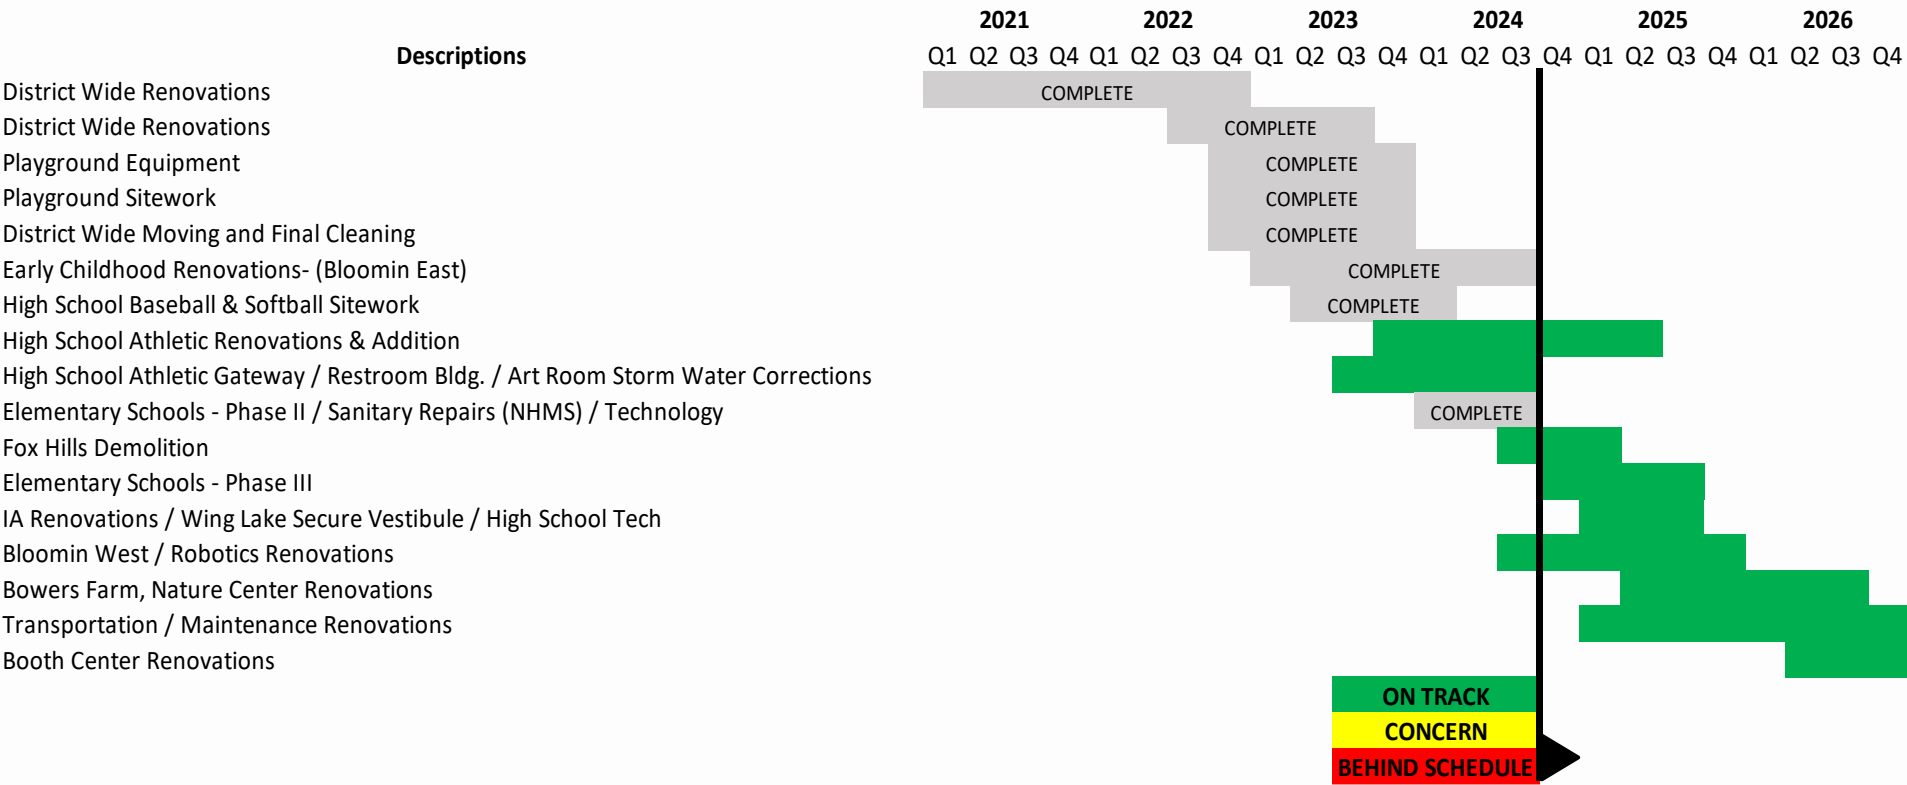 2021 2022 2023 2024 2025 2026
Descriptions Q1 Q2 Q3 Q4 Q1 Q2 Q3 Q4 Q1 Q2 Q3 Q4 Q1 Q2 Q3 Q4 Q1 Q2 Q3 Q4 Q1 Q2 Q3 Q4
District Wide Renovations COMPLETE
District Wide Renovations COMPLETE
Playground Equipment COMPLETE
Playground Sitework COMPLETE
District Wide Moving and Final Cleaning COMPLETE
Early Childhood Renovations- (Bloomin East) COMPLETE
High School Baseball & Softball Sitework COMPLETE
High School Athletic Renovations & Addition
High School Athletic Gateway / Restroom Bldg. / Art Room Storm Water Corrections
Elementary Schools - Phase II / Sanitary Repairs (NHMS) / Technology COMPLETE
Fox Hills Demolition
Elementary Schools - Phase III
IA Renovations / Wing Lake Secure Vestibule / High School Tech
Bloomin West / Robotics Renovations
Bowers Farm, Nature Center Renovations
Transportation / Maintenance Renovations
Booth Center Renovations
ON TRACK
CONCERN
BEHIND SCHEDULE